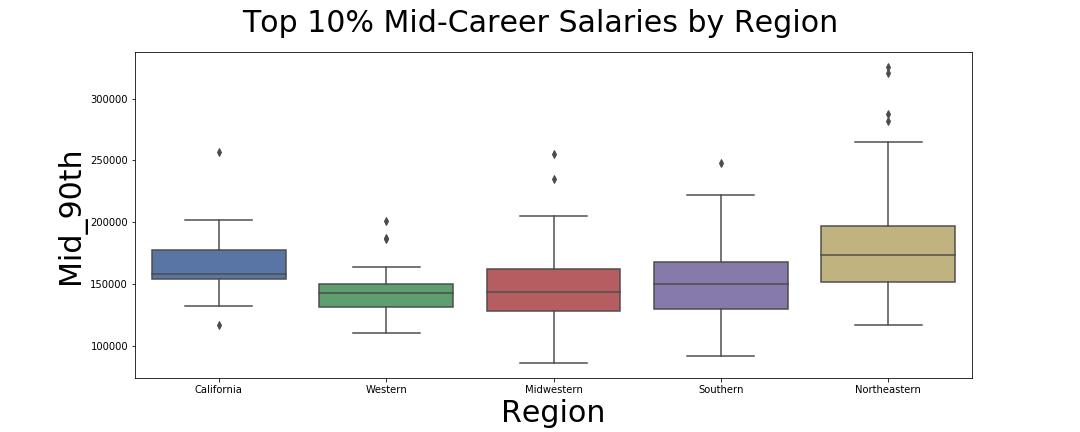 Top 10% Mid-Career Salaries by Region
Mid_90th
300000
250000
200000
150000
100000
California
Western
Midwestern
Southern
Northeastern
Region